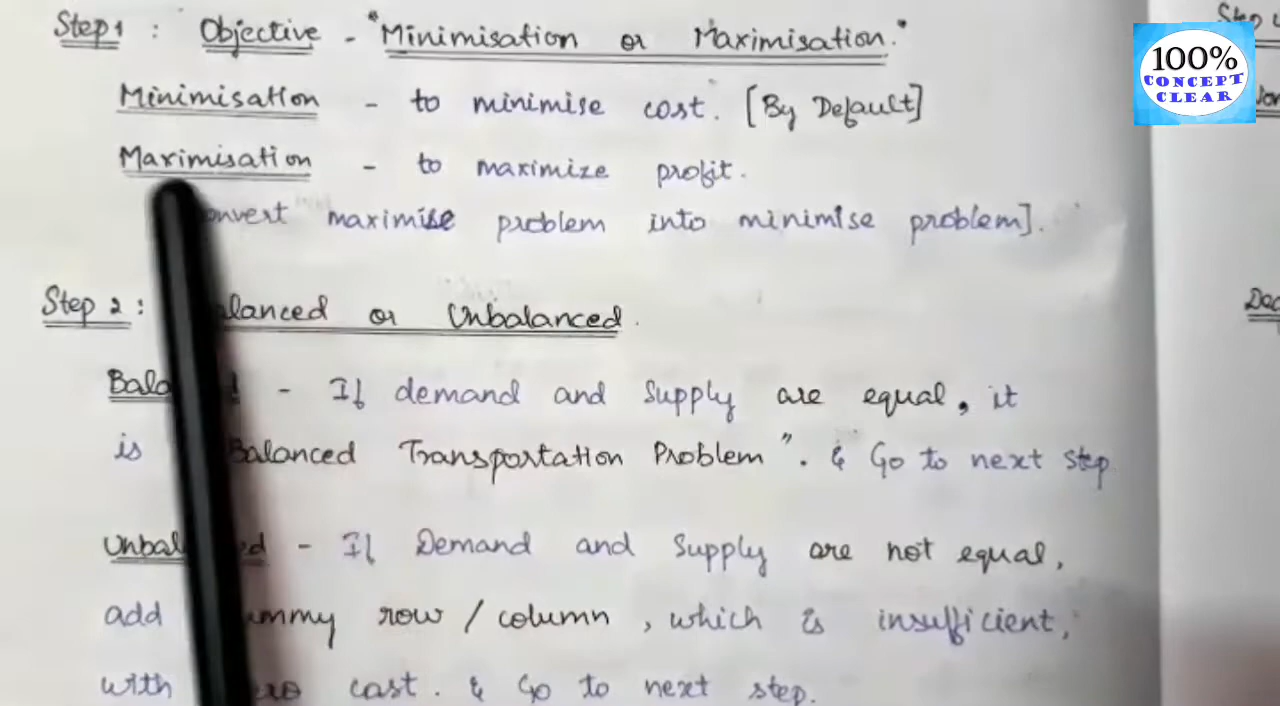 Step 1 : Objective - "Minimisation or Maximisation."
Minimisation - to minimise cost. [By Default]
Maximisation - to maximize profit.
onvert maximise problem into minimise problem].
Step 2 : alanced or Unbalanced.
Bala d - If demand and Supply are equal, it
is Balanced Transportation Problem". & Go to next step
Unbal ed - If Demand and Supply are not equal,
add ummy row / column, which is insufficient,
with ero cost. & Go to next step.
100%
CONCEPT
CLEAR